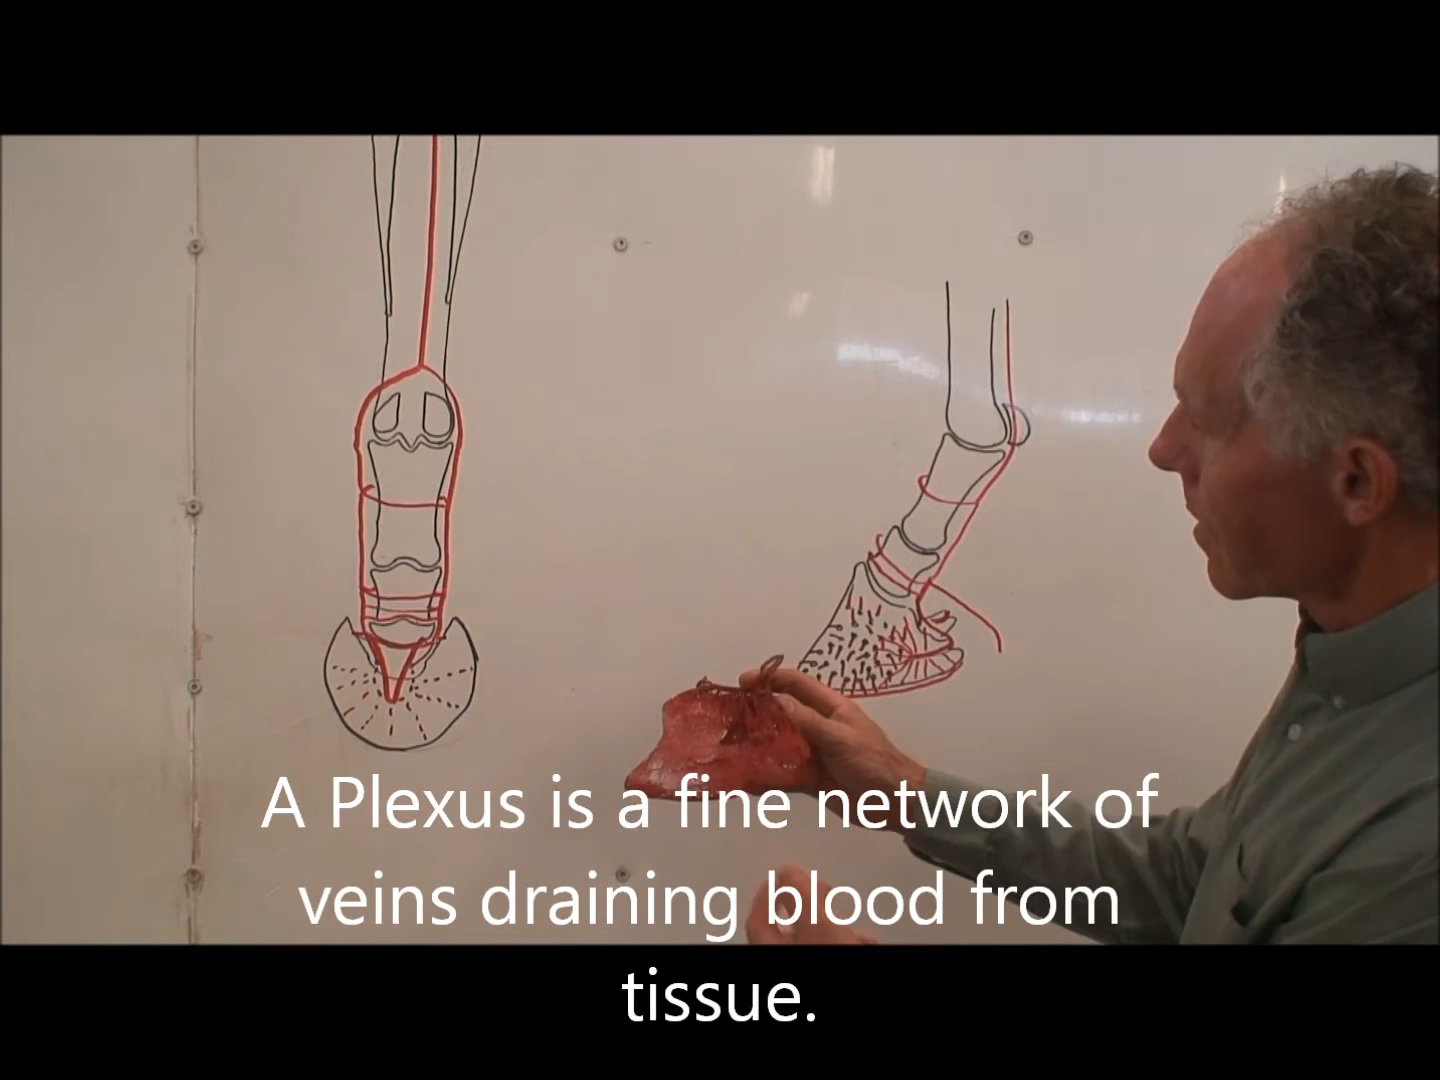 A Plexus is a fine network of
veins draining blood from
tissue.